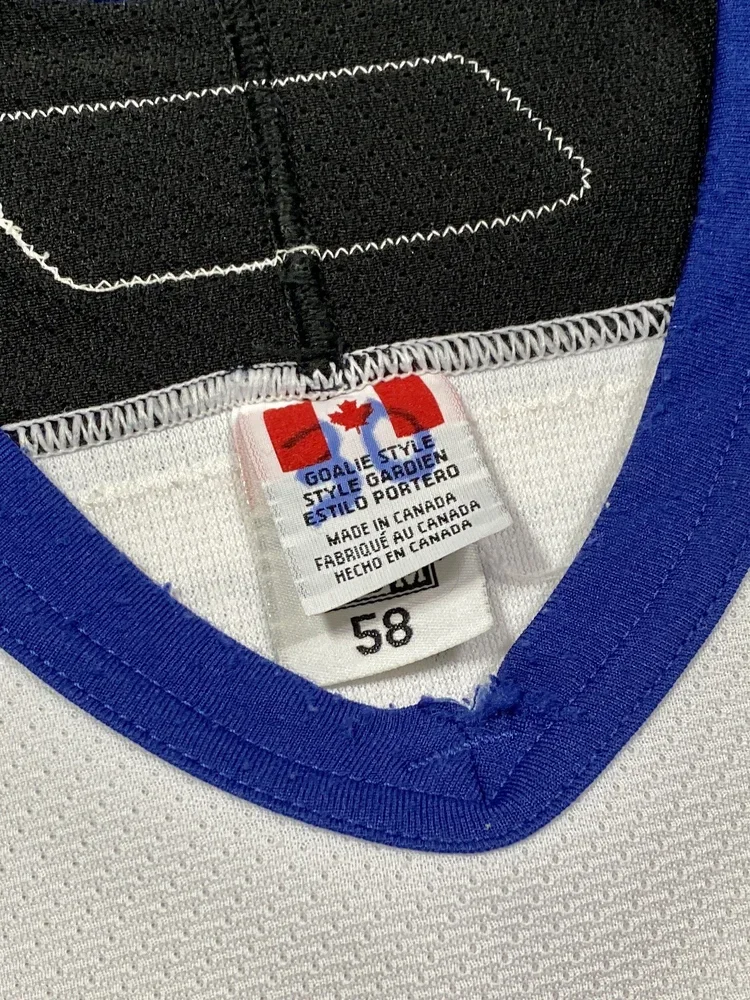 GOALIE STYLE
STYLE GARDIEN
ESTILO PORTERO
MADE IN CANADA
FABRIQUÉ AU CANADA
HECHO EN CANADA
58